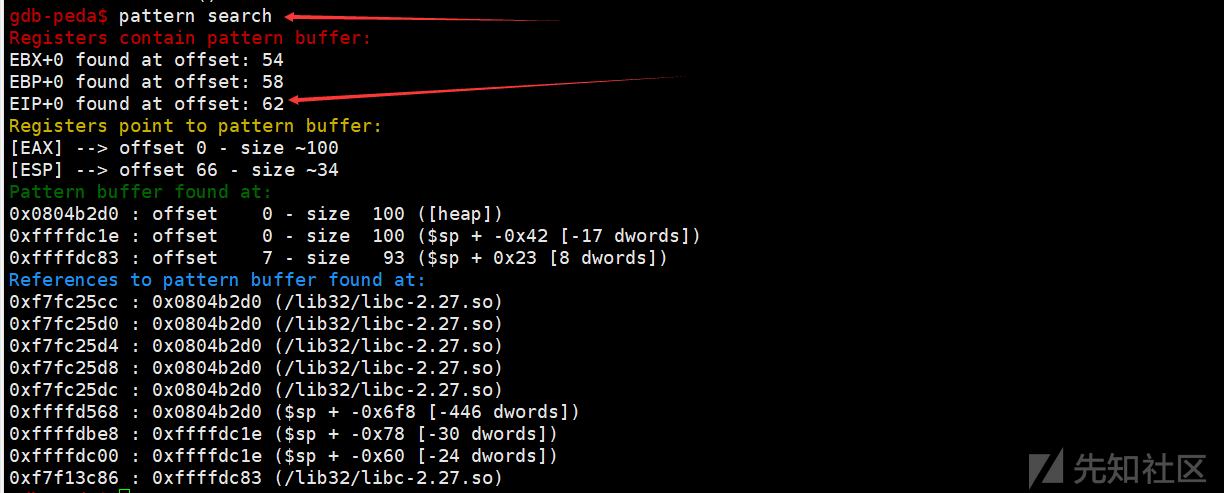 gdb-peda$ pattern search
Registers contain pattern buffer:
EBX+0 found at offset: 54
EBP+0 found at offset: 58
EIP+0 found at offset: 62
Registers point to pattern buffer:
[EAX] --> offset 0 - size ~100
[ESP] --> offset 66 - size ~34
Pattern buffer found at:
0x0804b2d0 : offset    0 - size  100 ([heap])
0xffffdc1e : offset    0 - size  100 ($sp + -0x42 [-17 dwords])
0xffffdc83 : offset    7 - size   93 ($sp + 0x23 [8 dwords])
References to pattern buffer found at:
0xf7fc25cc : 0x0804b2d0 (/lib32/libc-2.27.so)
0xf7fc25d0 : 0x0804b2d0 (/lib32/libc-2.27.so)
0xf7fc25d4 : 0x0804b2d0 (/lib32/libc-2.27.so)
0xf7fc25d8 : 0x0804b2d0 (/lib32/libc-2.27.so)
0xf7fc25dc : 0x0804b2d0 (/lib32/libc-2.27.so)
0xffffd568 : 0x0804b2d0 ($sp + -0x6f8 [-446 dwords])
0xffffdbe8 : 0xffffdc1e ($sp + -0x78 [-30 dwords])
0xffffdc00 : 0xffffdc1e ($sp + -0x60 [-24 dwords])
0xf7f13c86 : 0xffffdc83 (/lib32/libc-2.27.so)
先知社区